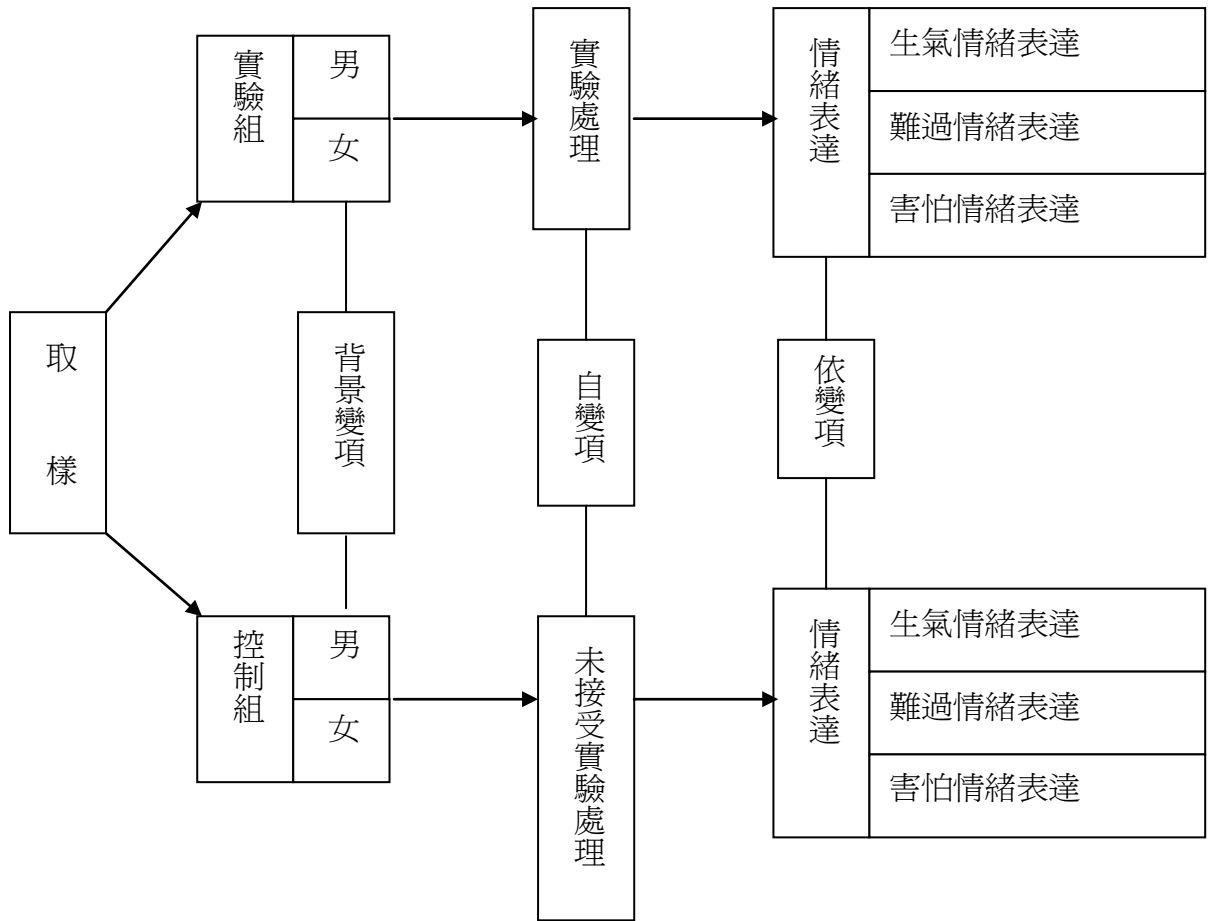 實驗組
男
女
實驗處理
情緒表達
生氣情緒表達
難過情緒表達
害怕情緒表達
取樣
背景變項
自變項
依變項
控制組
男
女
未接受實驗處理
情緒表達
生氣情緒表達
難過情緒表達
害怕情緒表達